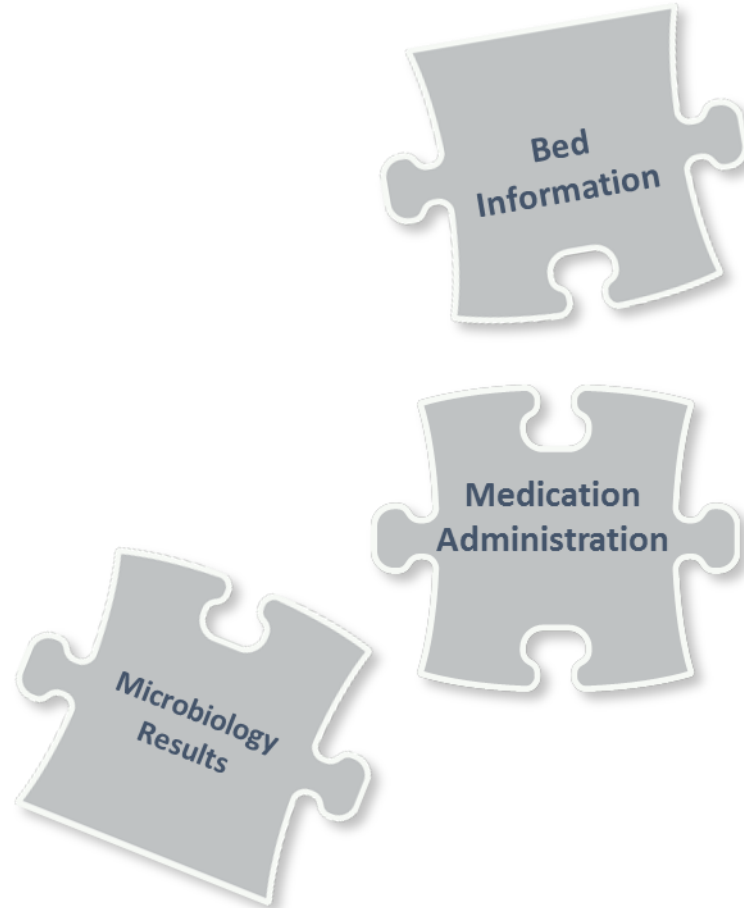 Bed
Information
Medication
Administration
Microbiology
Results